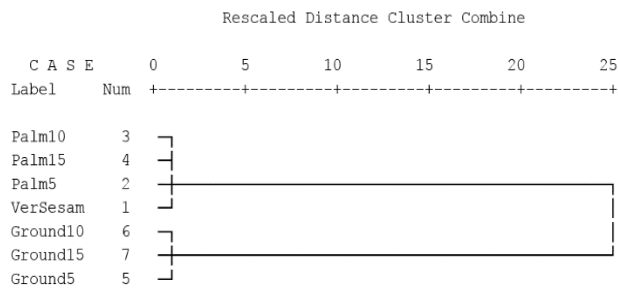 Rescaled Distance Cluster Combine
C A S E 0 5 10 15 20 25
Label Num +---------+---------+---------+---------+---------+
Palm10 3
Palm15 4
Palm5 2
VerSesam 1
Ground10 6
Ground15 7
Ground5 5